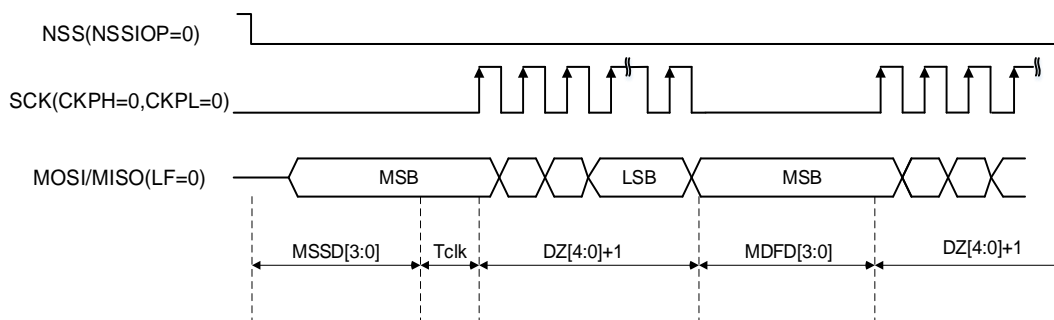 NSS(NSSIOP=0)
SCK(CKPH=0,CKPL=0)
MOSI/MISO(LF=0)
MSB
LSB
MSB
MSSD[3:0]
Tclk
DZ[4:0]+1
MDFD[3:0]
DZ[4:0]+1